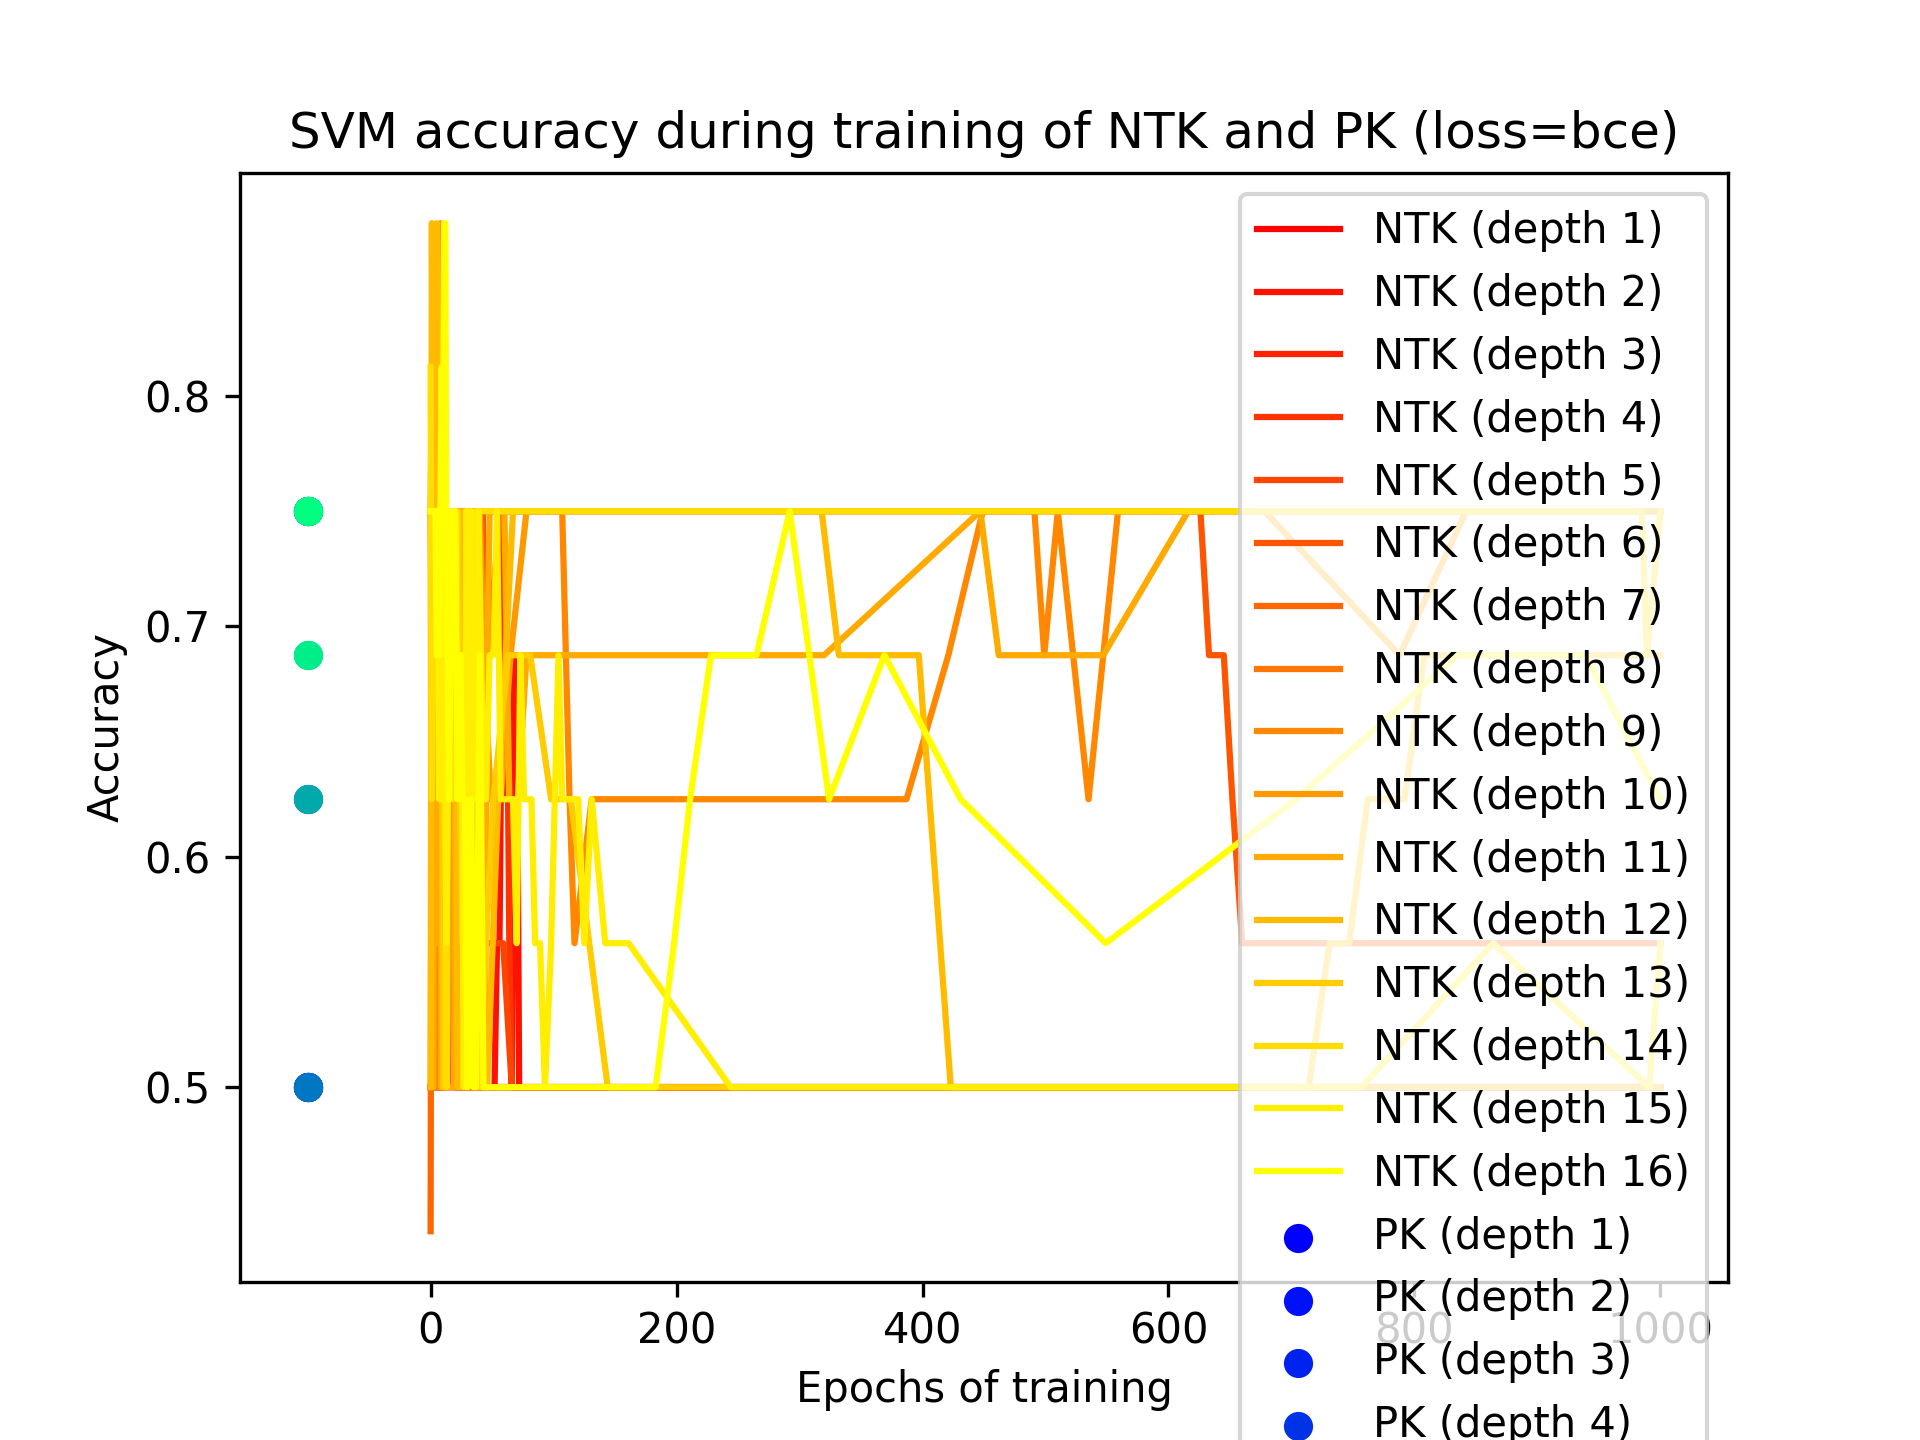 SVM accuracy during training of NTK and PK (loss=bce)
Accuracy
0.8
0.7
0.6
0.5
0
200
400
600
800
1000
Epochs of training
NTK (depth 1)
NTK (depth 2)
NTK (depth 3)
NTK (depth 4)
NTK (depth 5)
NTK (depth 6)
NTK (depth 7)
NTK (depth 8)
NTK (depth 9)
NTK (depth 10)
NTK (depth 11)
NTK (depth 12)
NTK (depth 13)
NTK (depth 14)
NTK (depth 15)
NTK (depth 16)
PK (depth 1)
PK (depth 2)
PK (depth 3)
PK (depth 4)